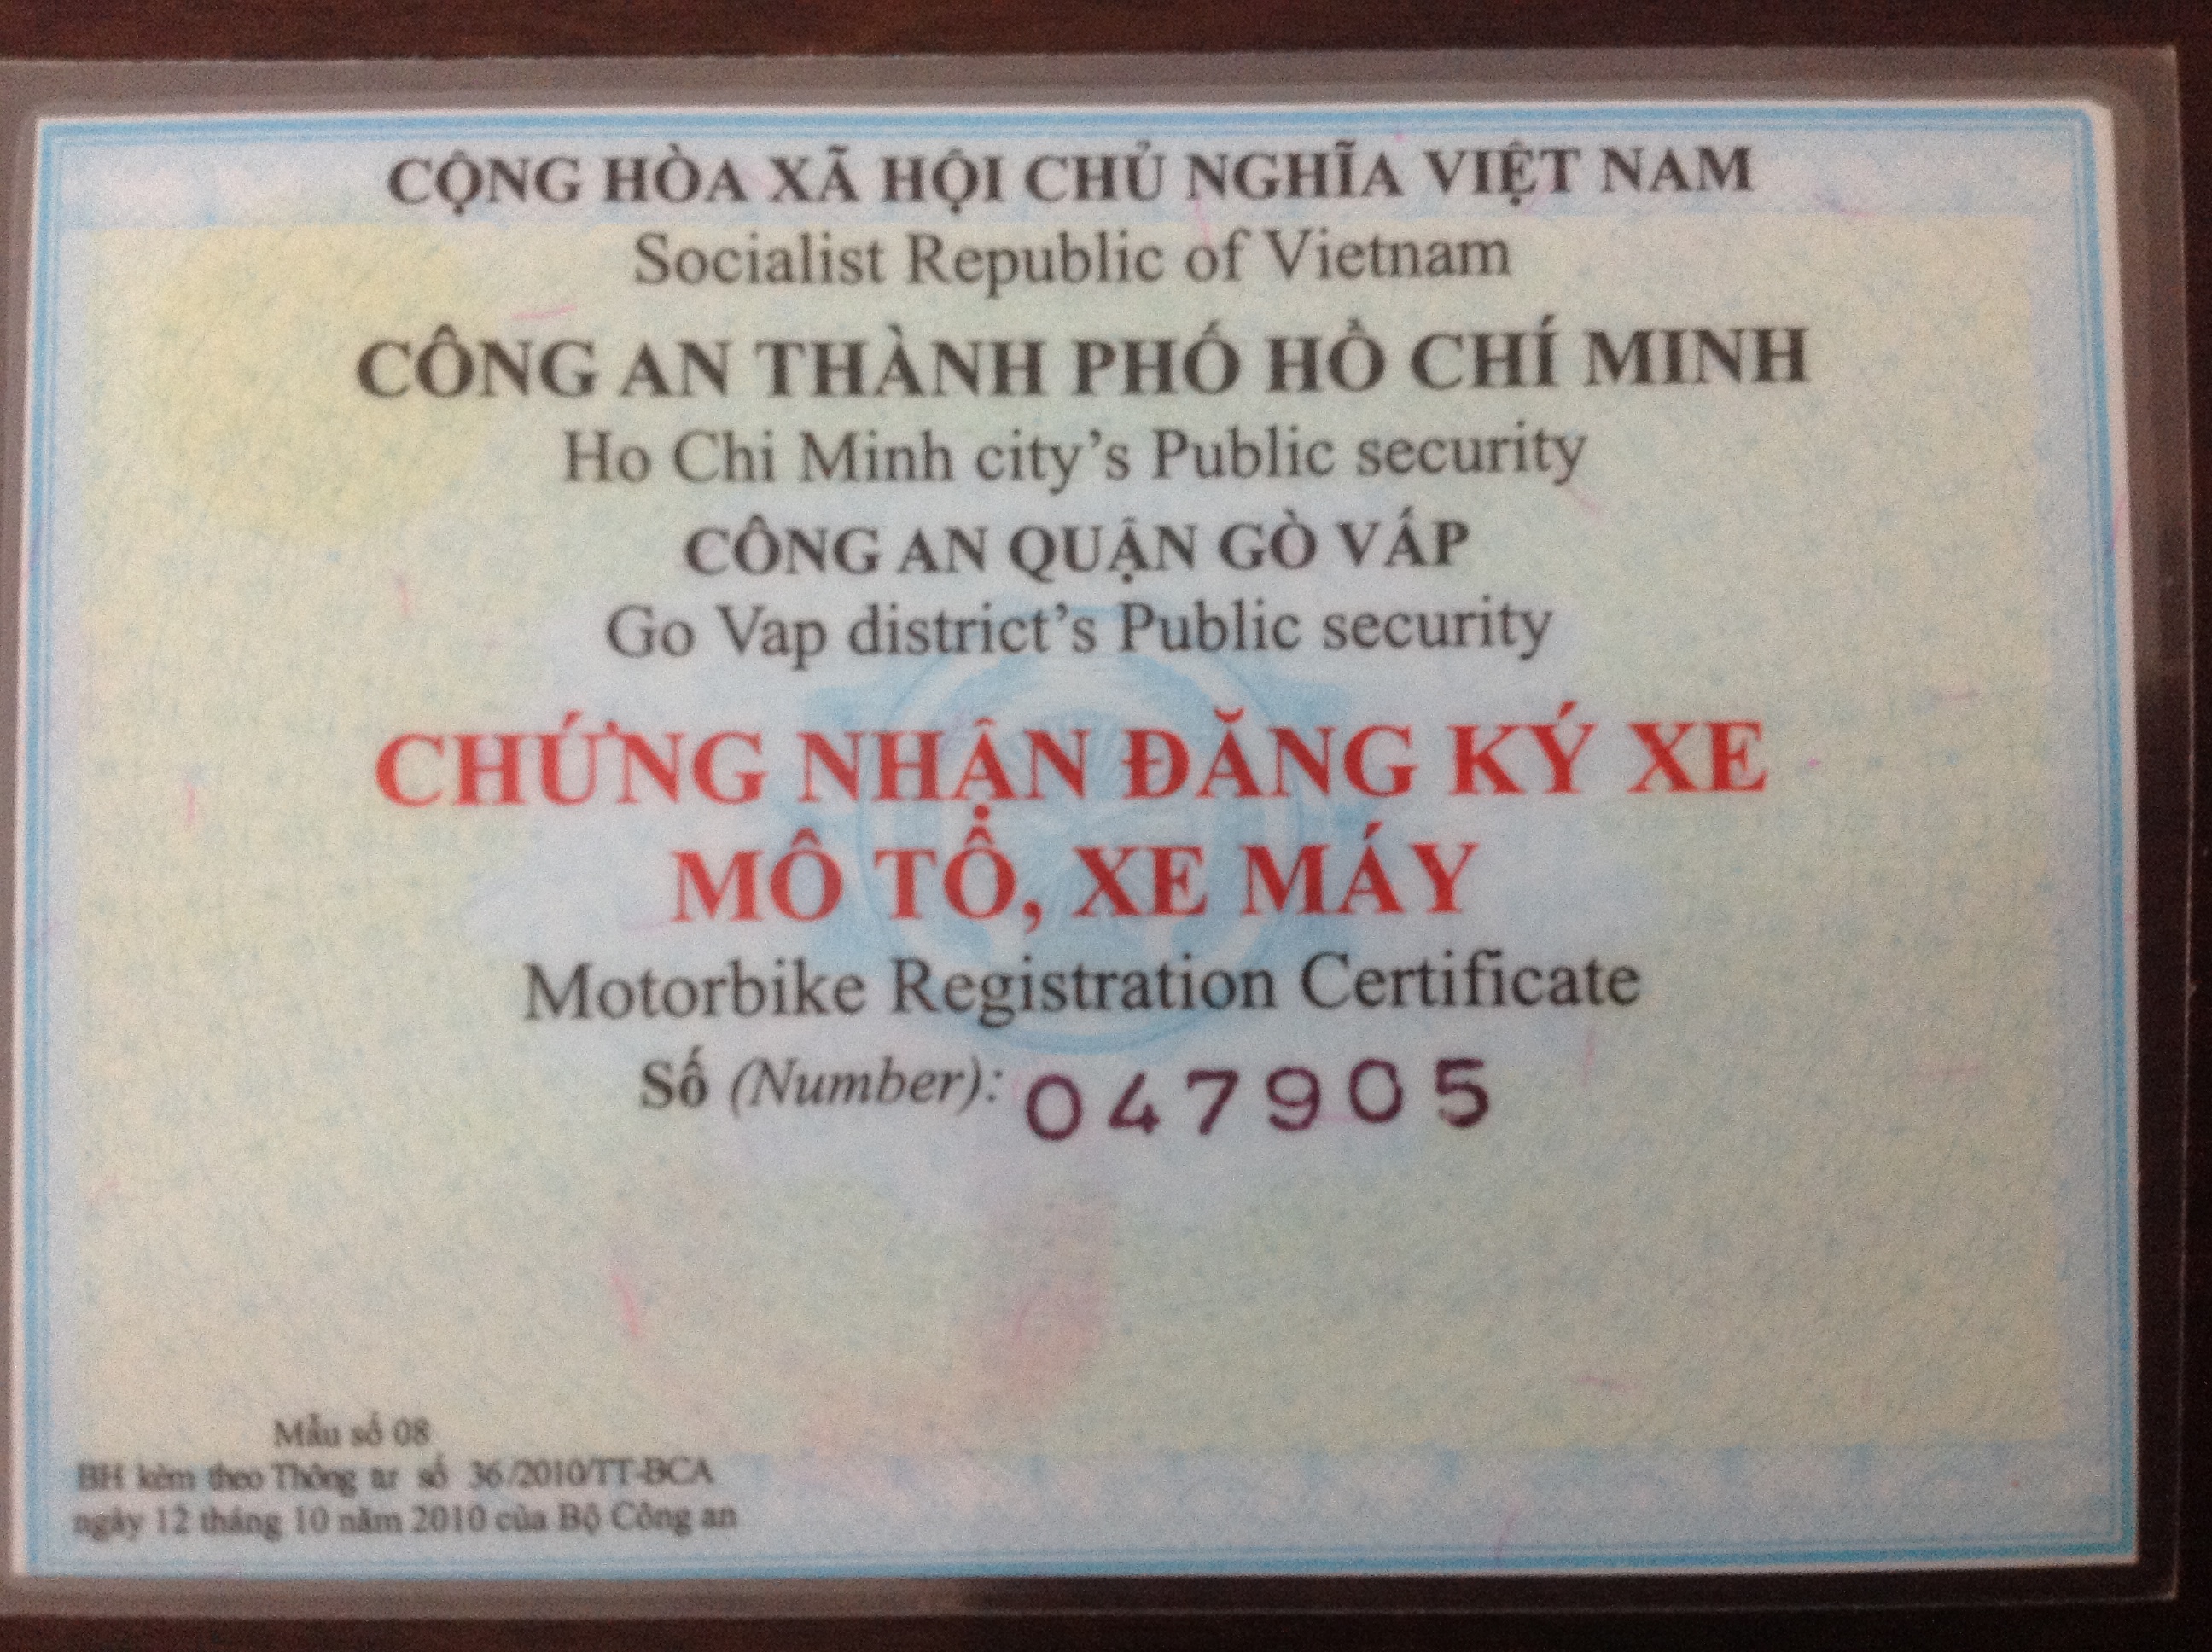 CỘNG HÒA XÃ HỘI CHỦ NGHĨA VIỆT NAM
Socialist Republic of Vietnam
CÔNG AN THÀNH PHỐ HỒ CHÍ MINH
Ho Chi Minh city's Public security
CÔNG AN QUẬN GÒ VẤP
Go Vap district's Public security
CHỨNG NHẬN ĐĂNG KÝ XE
MÔ TÔ, XE MÁY
Motorbike Registration Certificate
Số (Number): 047905
Mẫu số 08
BH kèm theo Thông tư số 36/2010/TT-BCA
ngày 12 tháng 10 năm 2010 của Bộ Công an